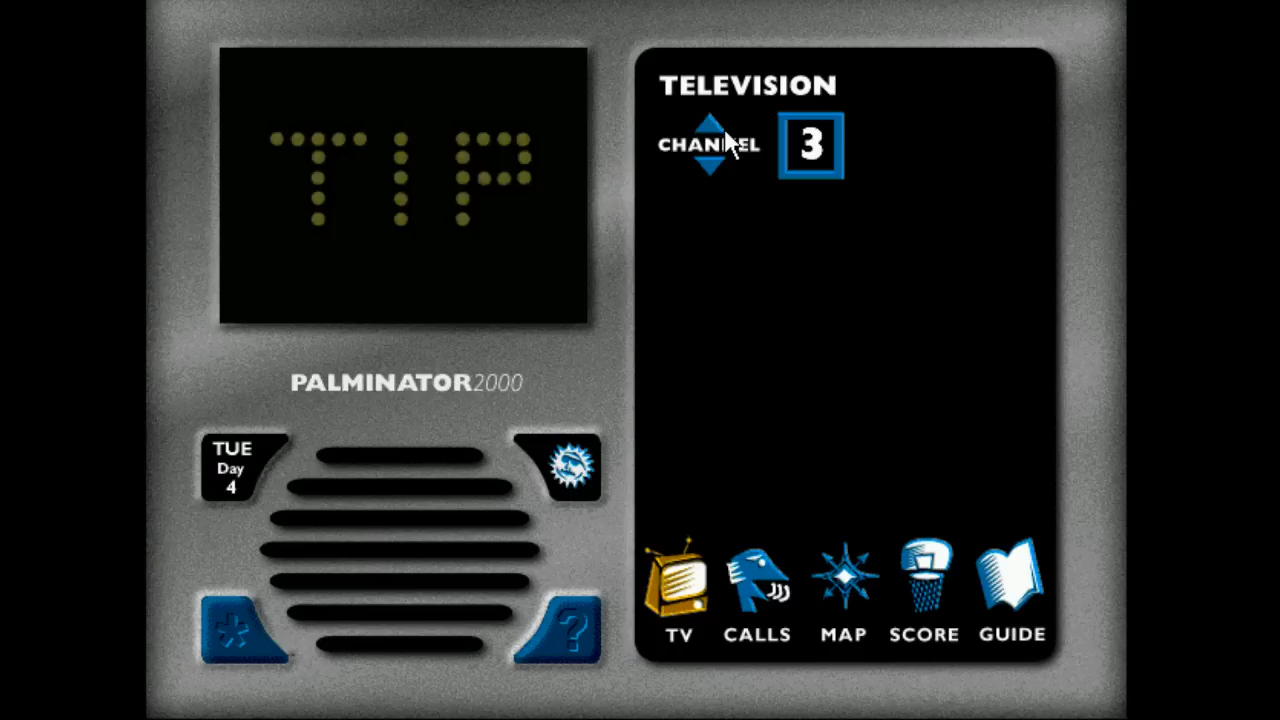 TIP
TELEVISION
CHANNEL 3
PALMINATOR2000
TUE
Day
4
*
?
TV CALLS MAP SCORE GUIDE